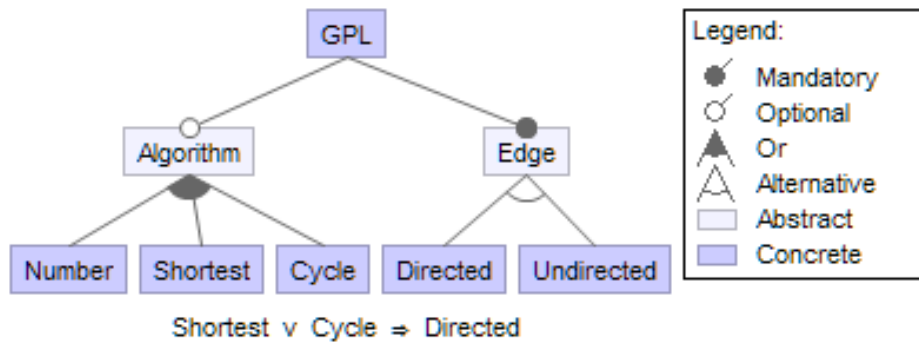 GPL
Legend:
Mandatory
Optional
Algorithm Edge
Or
Alternative
Abstract
Number Shortest Cycle Directed Undirected
Concrete
Shortest ∨ Cycle ⇒ Directed